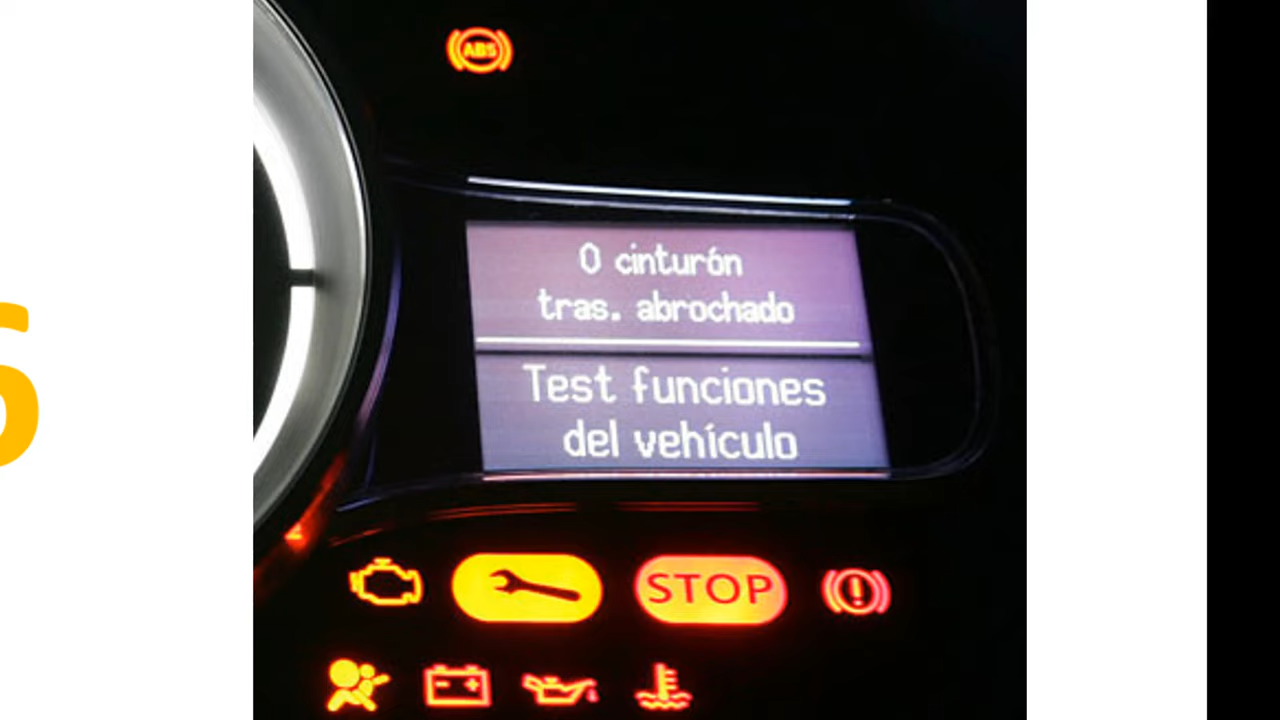 ABS
0 cinturón
tras. abrochado
Test funciones
del vehículo
STOP